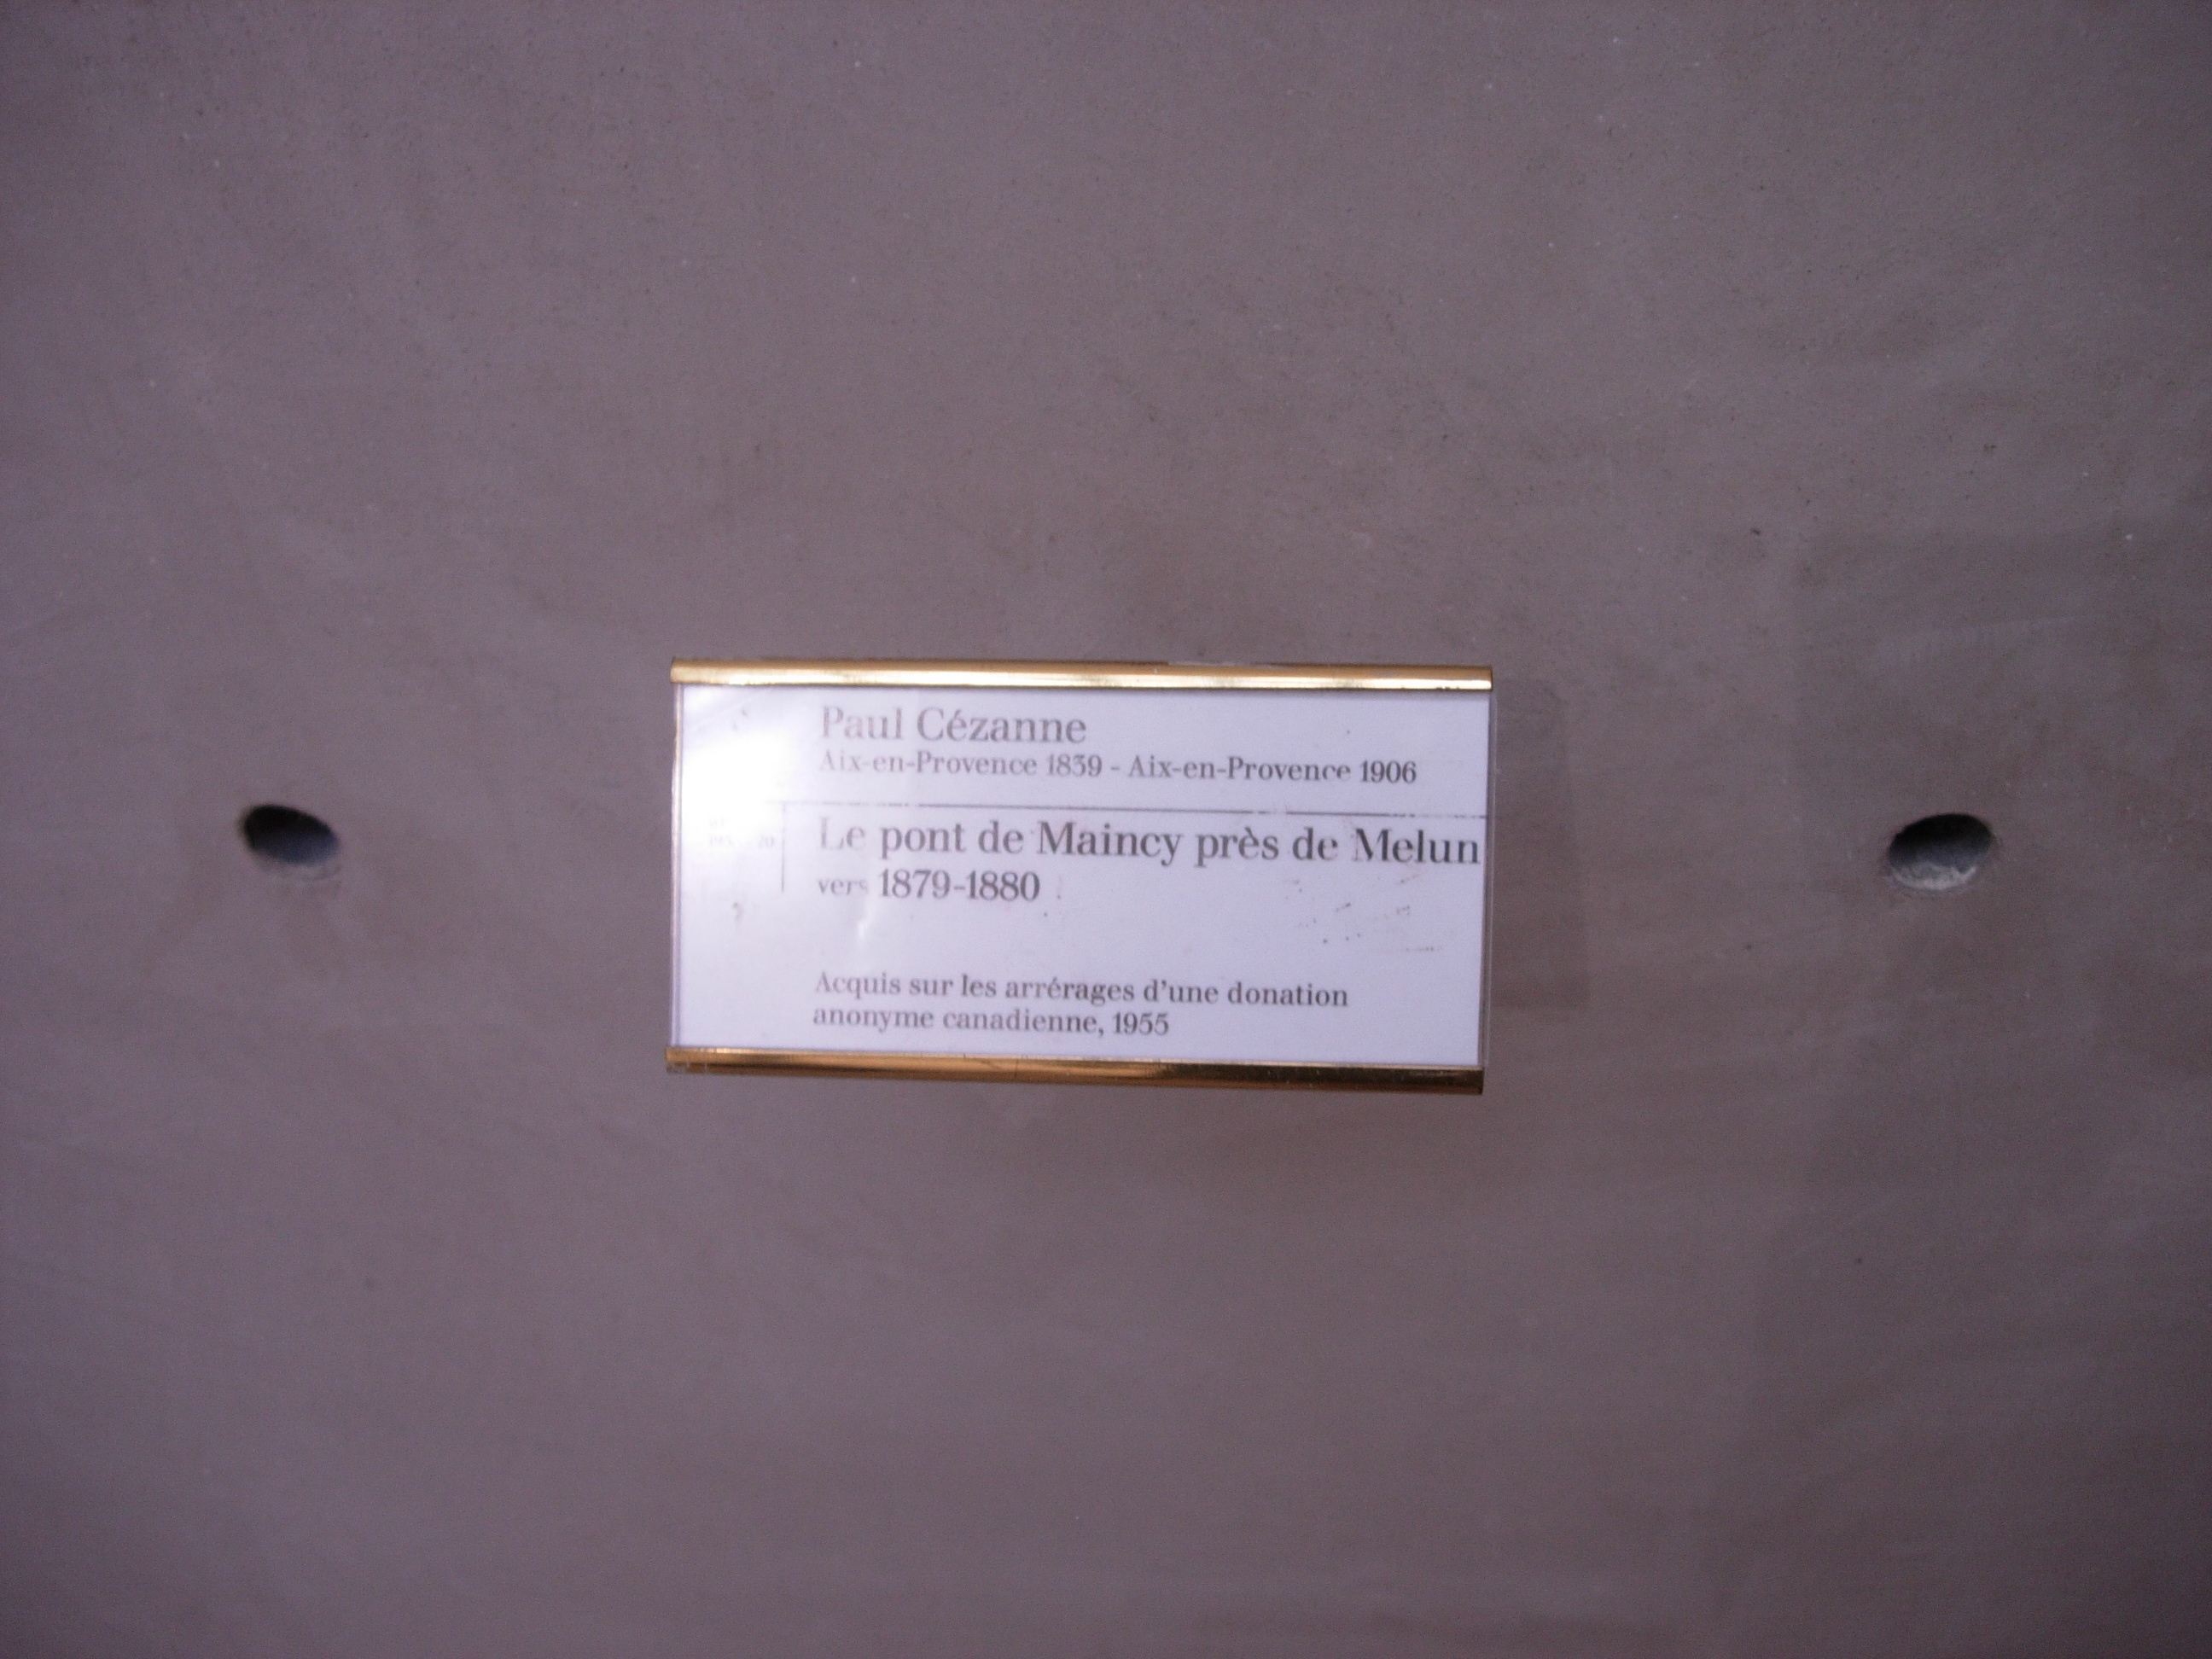 Paul Cézanne
Aix-en-Provence 1839 - Aix-en-Provence 1906
Le pont de Maincy près de Melun
vers 1879-1880
Acquis sur les arrérages d'une donation
anonyme canadienne, 1955